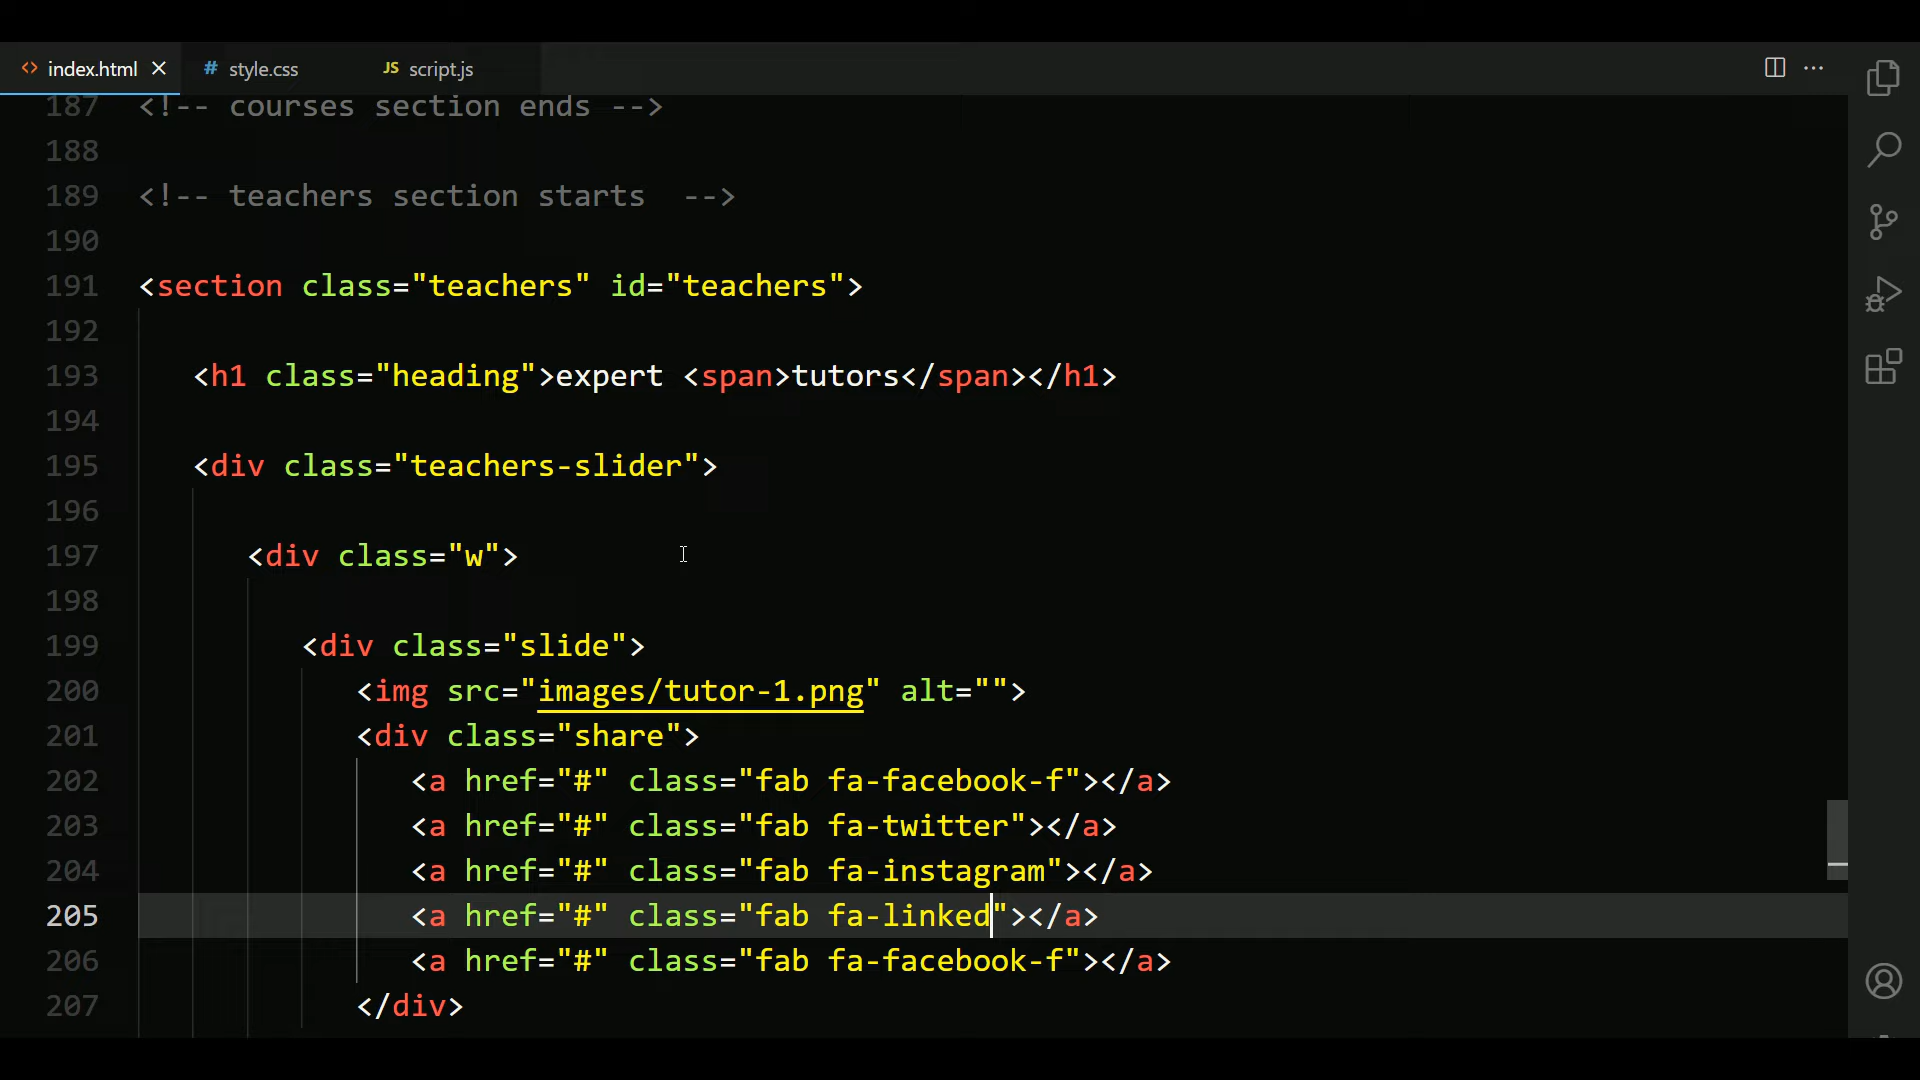 index.html style.css JS script.js
187 <!-- courses section ends -->
188
189 <!-- teachers section starts  -->
190
191 <section class="teachers" id="teachers">
192
193 <h1 class="heading">expert <span>tutors</span></h1>
194
195 <div class="teachers-slider">
196
197 <div class="w">
198
199 <div class="slide">
200 <img src="images/tutor-1.png" alt="">
201 <div class="share">
202 <a href="#" class="fab fa-facebook-f"></a>
203 <a href="#" class="fab fa-twitter"></a>
204 <a href="#" class="fab fa-instagram"></a>
205 <a href="#" class="fab fa-linked"></a>
206 <a href="#" class="fab fa-facebook-f"></a>
207 </div>